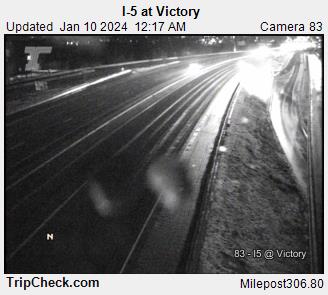 I-5 at Victory
Updated Jan 10 2024 12:17 AM Camera 83
N
83 - I5 @ Victory
TripCheck.com Milepost306.80